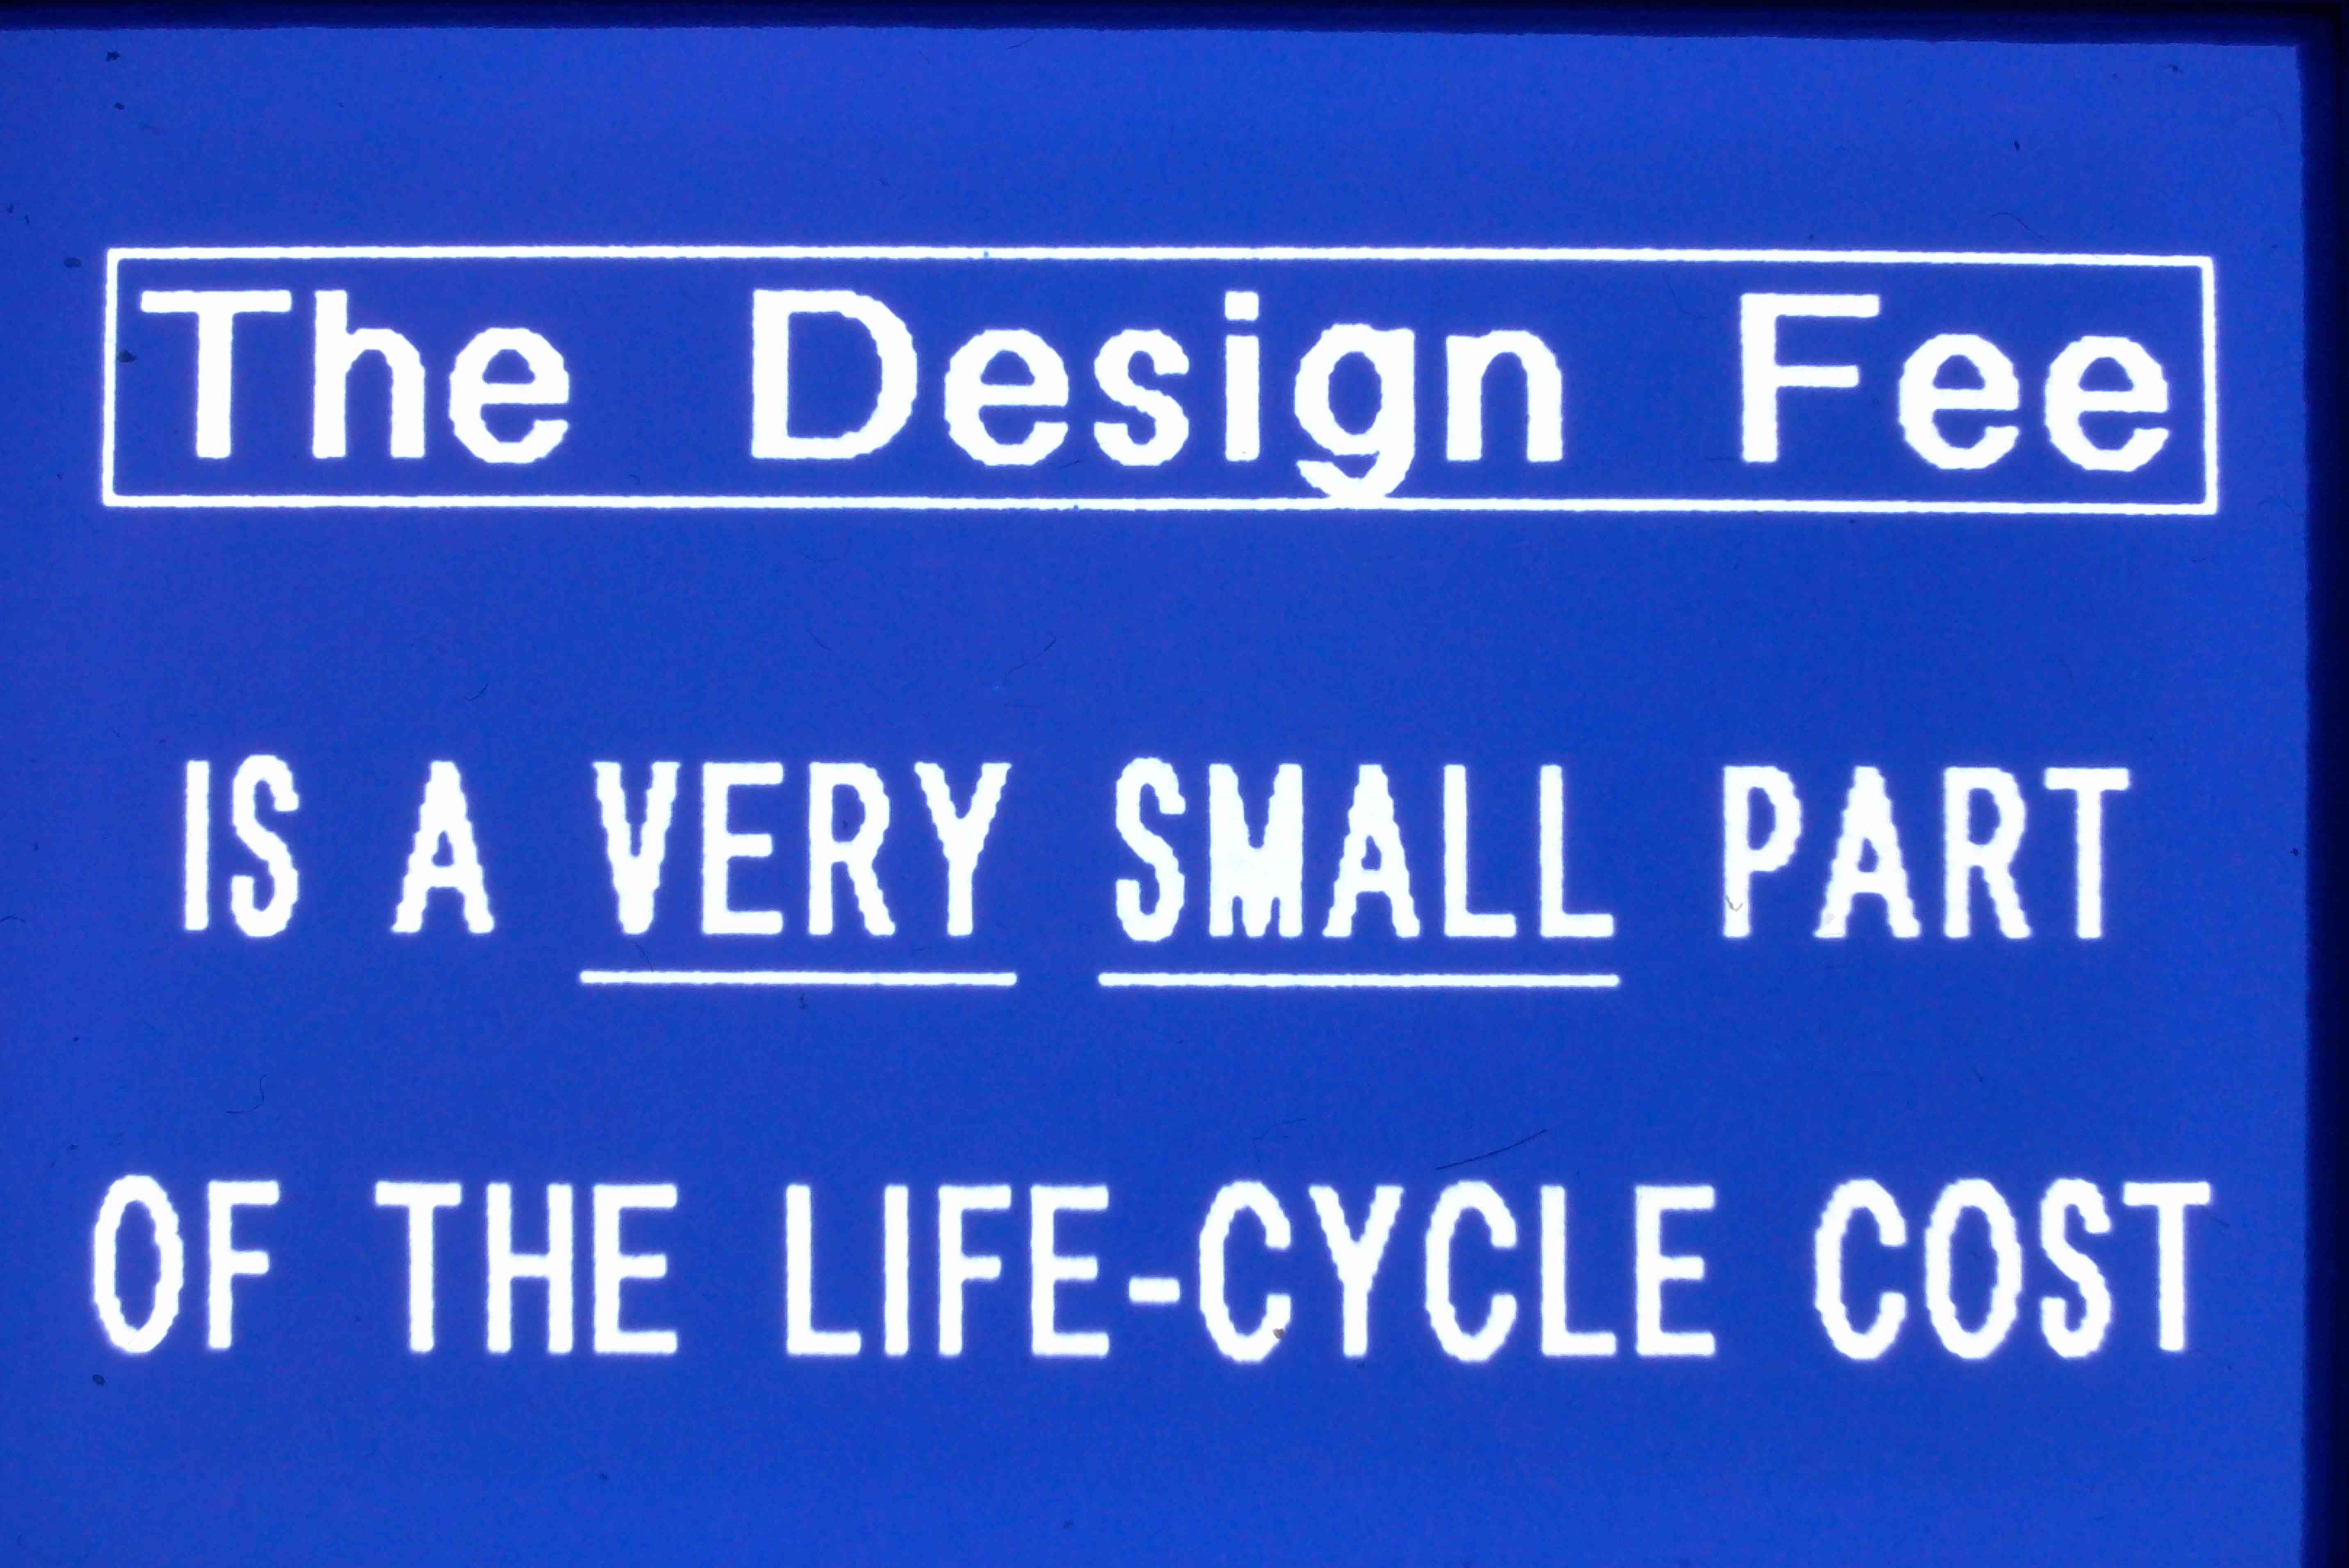 The Design Fee
IS A VERY SMALL PART
OF THE LIFE-CYCLE COST